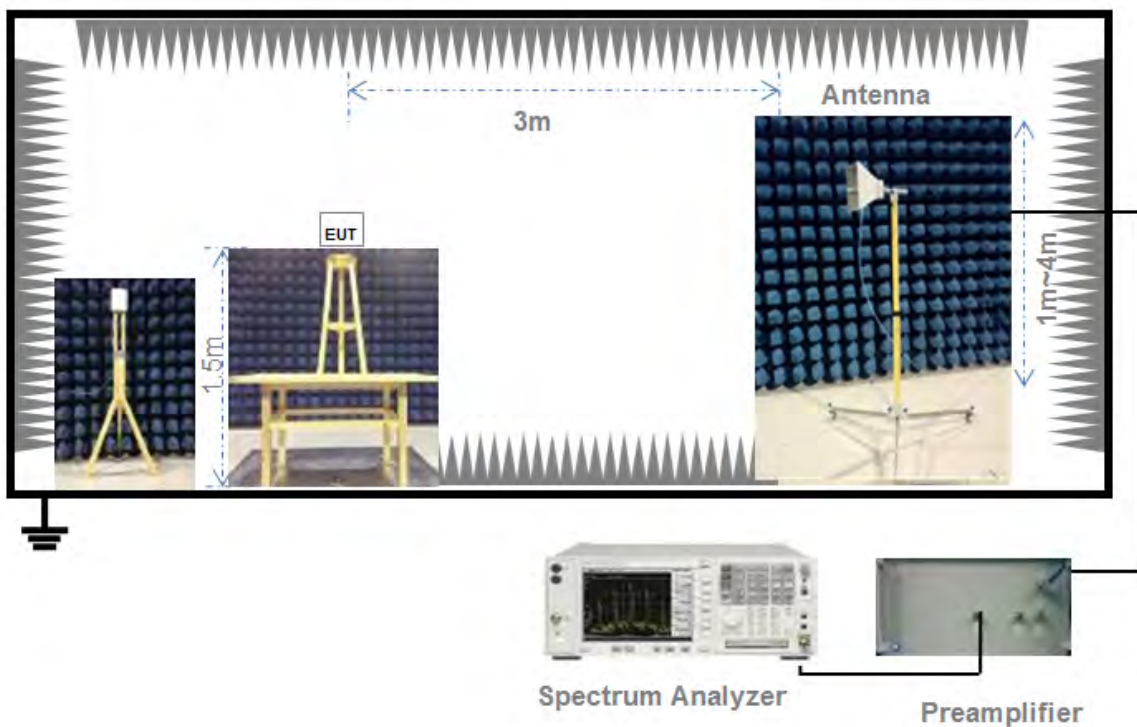 Antenna
3m
EUT
1.5m
1m~4m
Spectrum Analyzer
Preamplifier